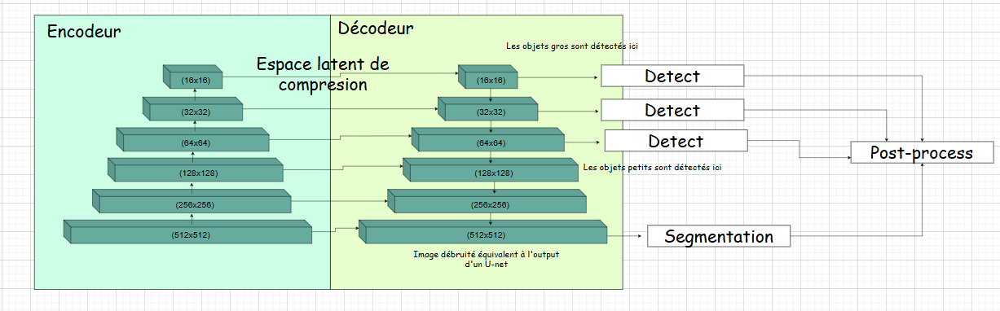 Encodeur
Décodeur
Les objets gros sont détectés ici
Espace latent de
compresion
(16x16)
(16x16)
Detect
(32x32)
(32x32)
Detect
(64x64)
(64x64)
Detect
Post-process
(128x128)
(128x128)
Les objets petits sont détectés ici
(256x256)
(256x256)
(512x512)
(512x512)
Segmentation
Image débruité équivalent à l'output
d'un U-net